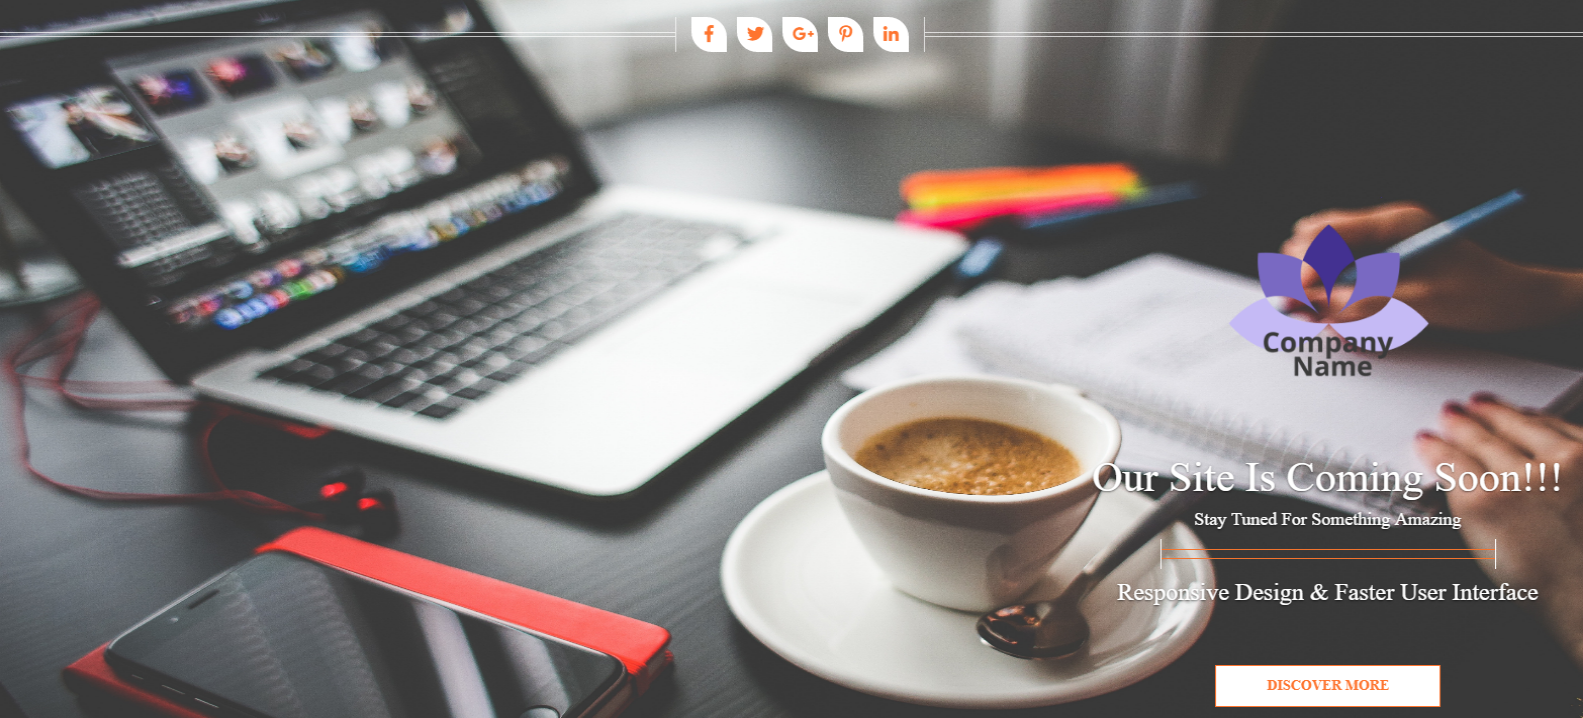 Company
Name
Our Site Is Coming Soon!!!
Stay Tuned For Something Amazing
Responsive Design & Faster User Interface
DISCOVER MORE